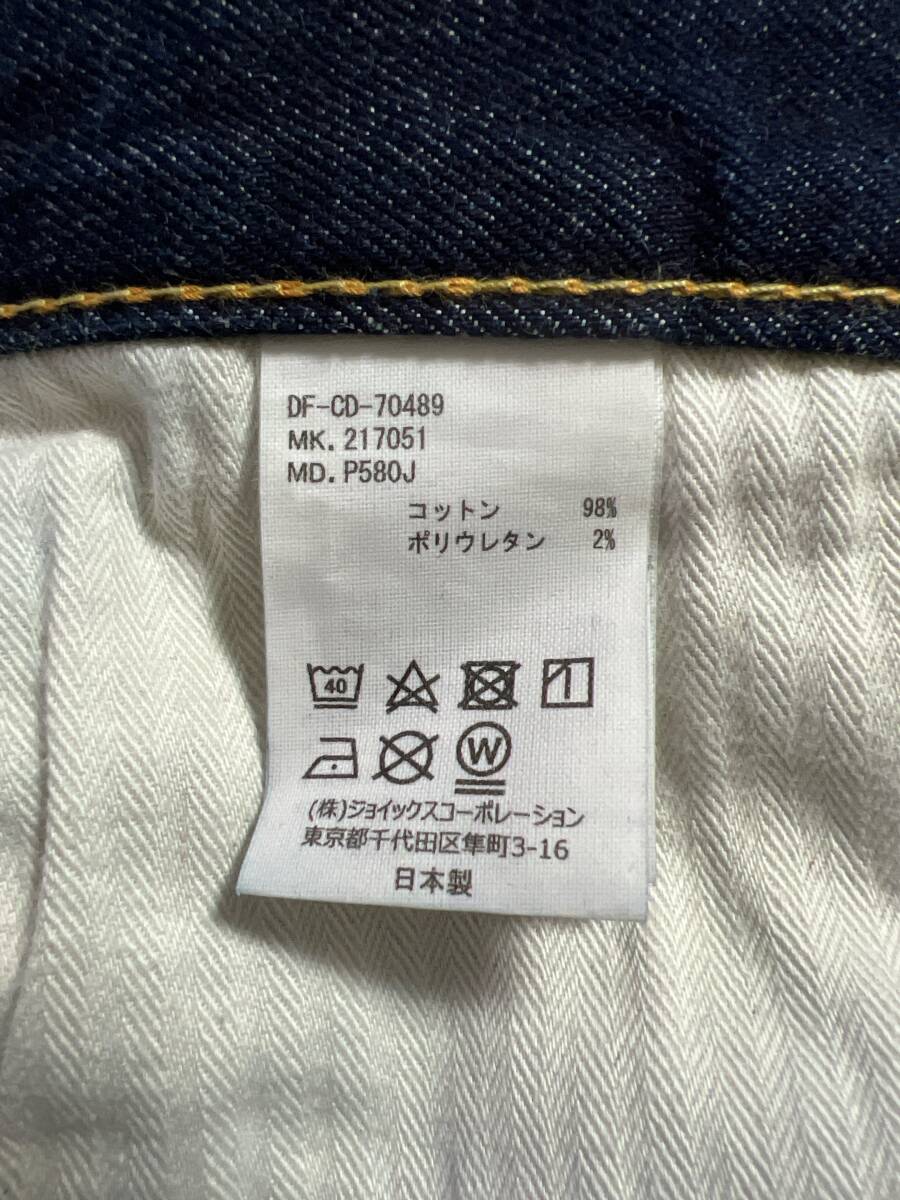 DF-CD-70489
MK. 217051
MD. P580J
コットン 98%
ポリウレタン 2%
40
W
(株)ジョイックスコーポレーション
東京都千代田区隼町3-16
日本製